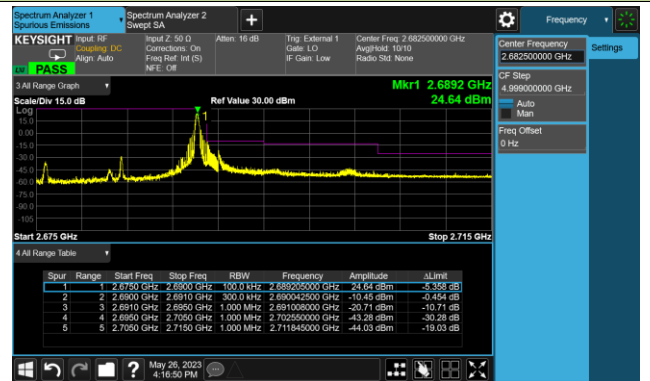 Spectrum Analyzer 1
Spurious Emissions
Spectrum Analyzer 2
Swept SA
+
Frequency
KEYSIGHT
Input: RF
Coupling: DC
Align: Auto
Input Z: 50 Ω
Corrections: On
Freq Ref: Int (S)
NFE: Off
Atten: 16 dB
Trig: External 1
Gate: LO
IF Gain: Low
Center Freq: 2.682500000 GHz
Avg|Hold: 10/10
Radio Std: None
LV PASS
Center Frequency
2.682500000 GHz
Settings
CF Step
4.999000000 GHz
Auto
Man
Freq Offset
0 Hz
3 All Range Graph
Mkr1 2.6892 GHz
24.64 dBm
Scale/Div 15.0 dB
Ref Value 30.00 dBm
Log
15.0
0.00
-15.0
-30.0
-45.0
-60.0
-75.0
-90.0
-105
1
Start 2.675 GHz
Stop 2.715 GHz
4 All Range Table
Spur Range Start Freq Stop Freq RBW Frequency Amplitude ΔLimit
1 1 2.6750 GHz 2.6900 GHz 100.0 kHz 2.689205000 GHz 24.64 dBm -5.358 dB
2 2 2.6900 GHz 2.6910 GHz 300.0 kHz 2.690042500 GHz -10.45 dBm -0.454 dB
3 3 2.6910 GHz 2.6950 GHz 1.000 MHz 2.691008000 GHz -20.71 dBm -10.71 dB
4 4 2.6950 GHz 2.7050 GHz 1.000 MHz 2.702550000 GHz -43.28 dBm -30.28 dB
5 5 2.7050 GHz 2.7150 GHz 1.000 MHz 2.711845000 GHz -44.03 dBm -19.03 dB
?
May 26, 2023
4:16:50 PM